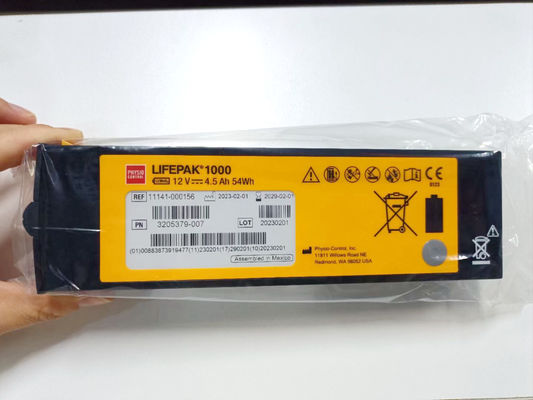 PHYSIO
CONTROL
LIFEPAK® 1000
12 V 4.5 Ah 54Wh
REF 11141-000156 2023-02-01 2029-02-01
PN 3205379-007 LOT 20230201
(01)00883873919477(11)230201(17)290201(10)20230201
Assembled in Mexico
CE
0123
Physio-Control, Inc.
11811 Willows Road NE
Redmond, WA 98052 USA